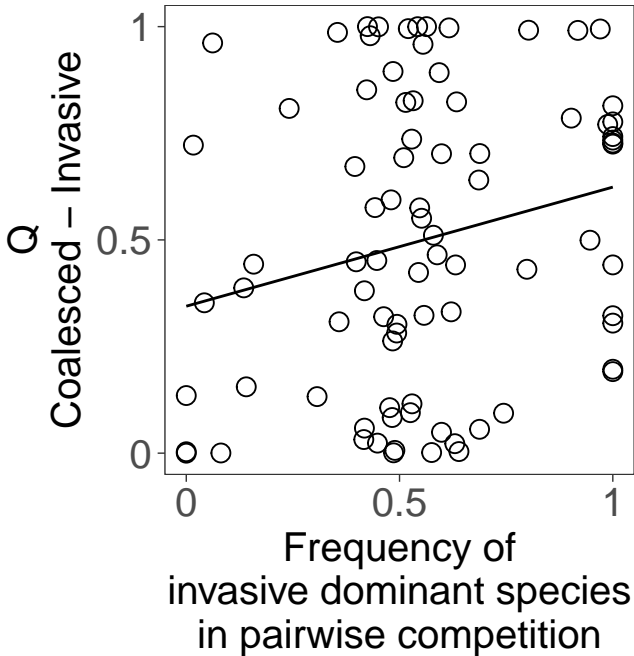 Q
Coalesced – Invasive
1
0.5
0
0
0.5
1
Frequency of
invasive dominant species
in pairwise competition